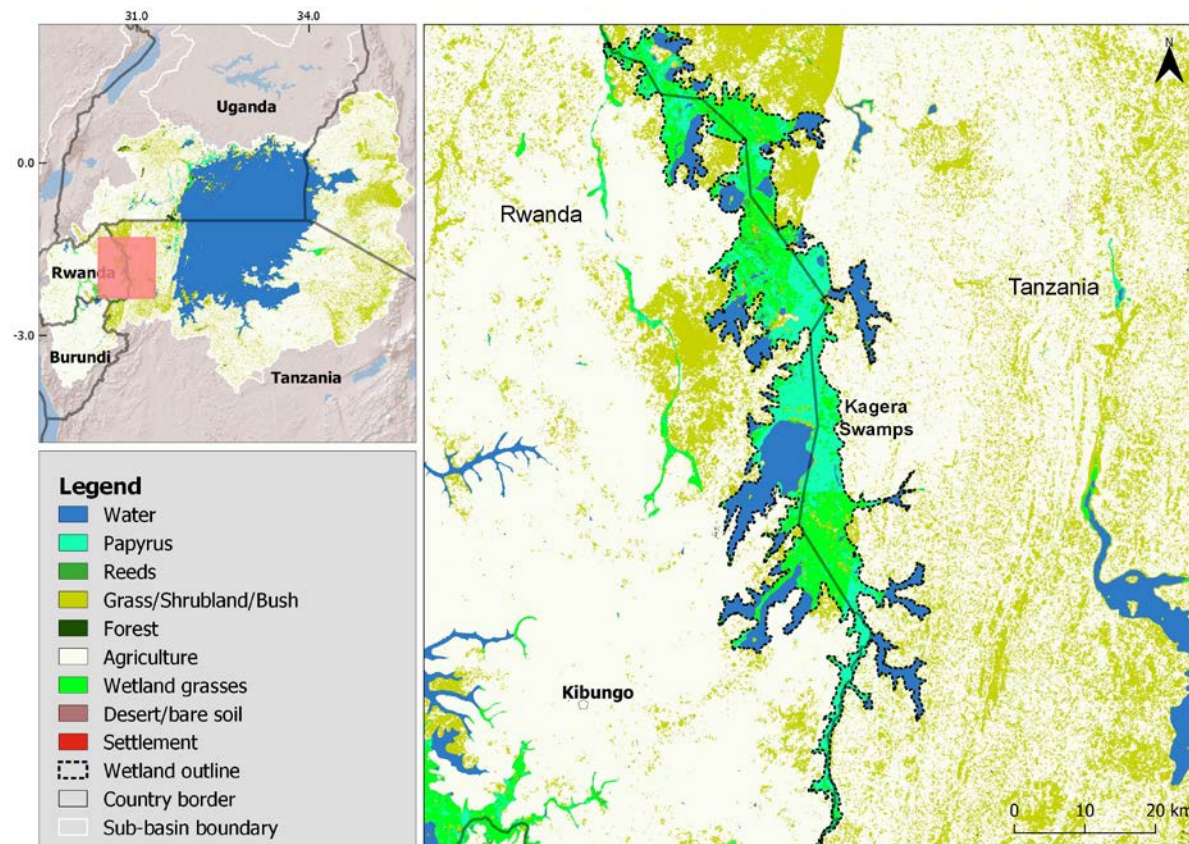 31.0
34.0
Uganda
0.0
Rwanda
-3.0
Burundi
Tanzania
Legend
Water
Papyrus
Reeds
Grass/Shrubland/Bush
Forest
Agriculture
Wetland grasses
Desert/bare soil
Settlement
Wetland outline
Country border
Sub-basin boundary
N
Rwanda
Tanzania
Kagera
Swamps
Kibungo
0 10 20 km